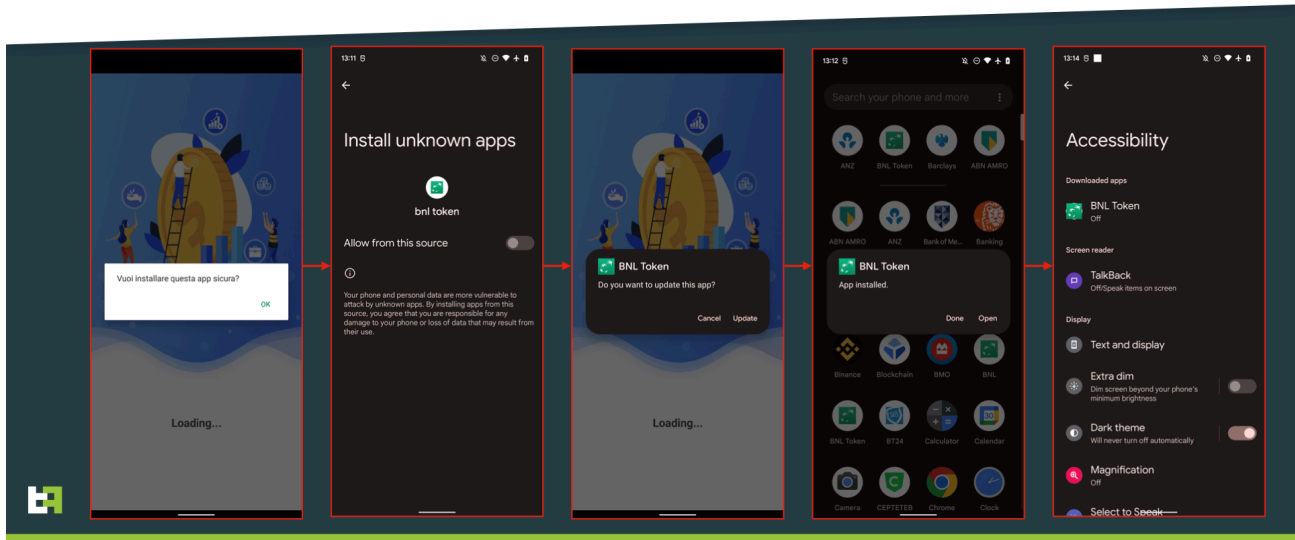 Vuoi installare questa app sicura?
OK
Loading...
13:11
Install unknown apps
bnl token
Allow from this source
Your phone and personal data are more vulnerable to
attack by unknown apps. By installing apps from this
source, you agree that you are responsible for any
damage to your phone or loss of data that may result from
their use.
BNL Token
Do you want to update this app?
Cancel Update
Loading...
13:12
Search your phone and more
ANZ BNL Token Barclays ABN AMRO
ABN AMRO ANZ Bank of Me... Banking
BNL Token
App installed.
Done Open
Binance Blockchain BMO BNL
BNL Token BT24 Calculator Calendar
Camera CEPTETEB Chrome Clock
13:14
Accessibility
Downloaded apps
BNL Token
Off
Screen reader
TalkBack
Off/Speak items on screen
Display
Text and display
Extra dim
Dim screen beyond your phone's
minimum brightness
Dark theme
Will never turn off automatically
Magnification
Off
Select to Speak